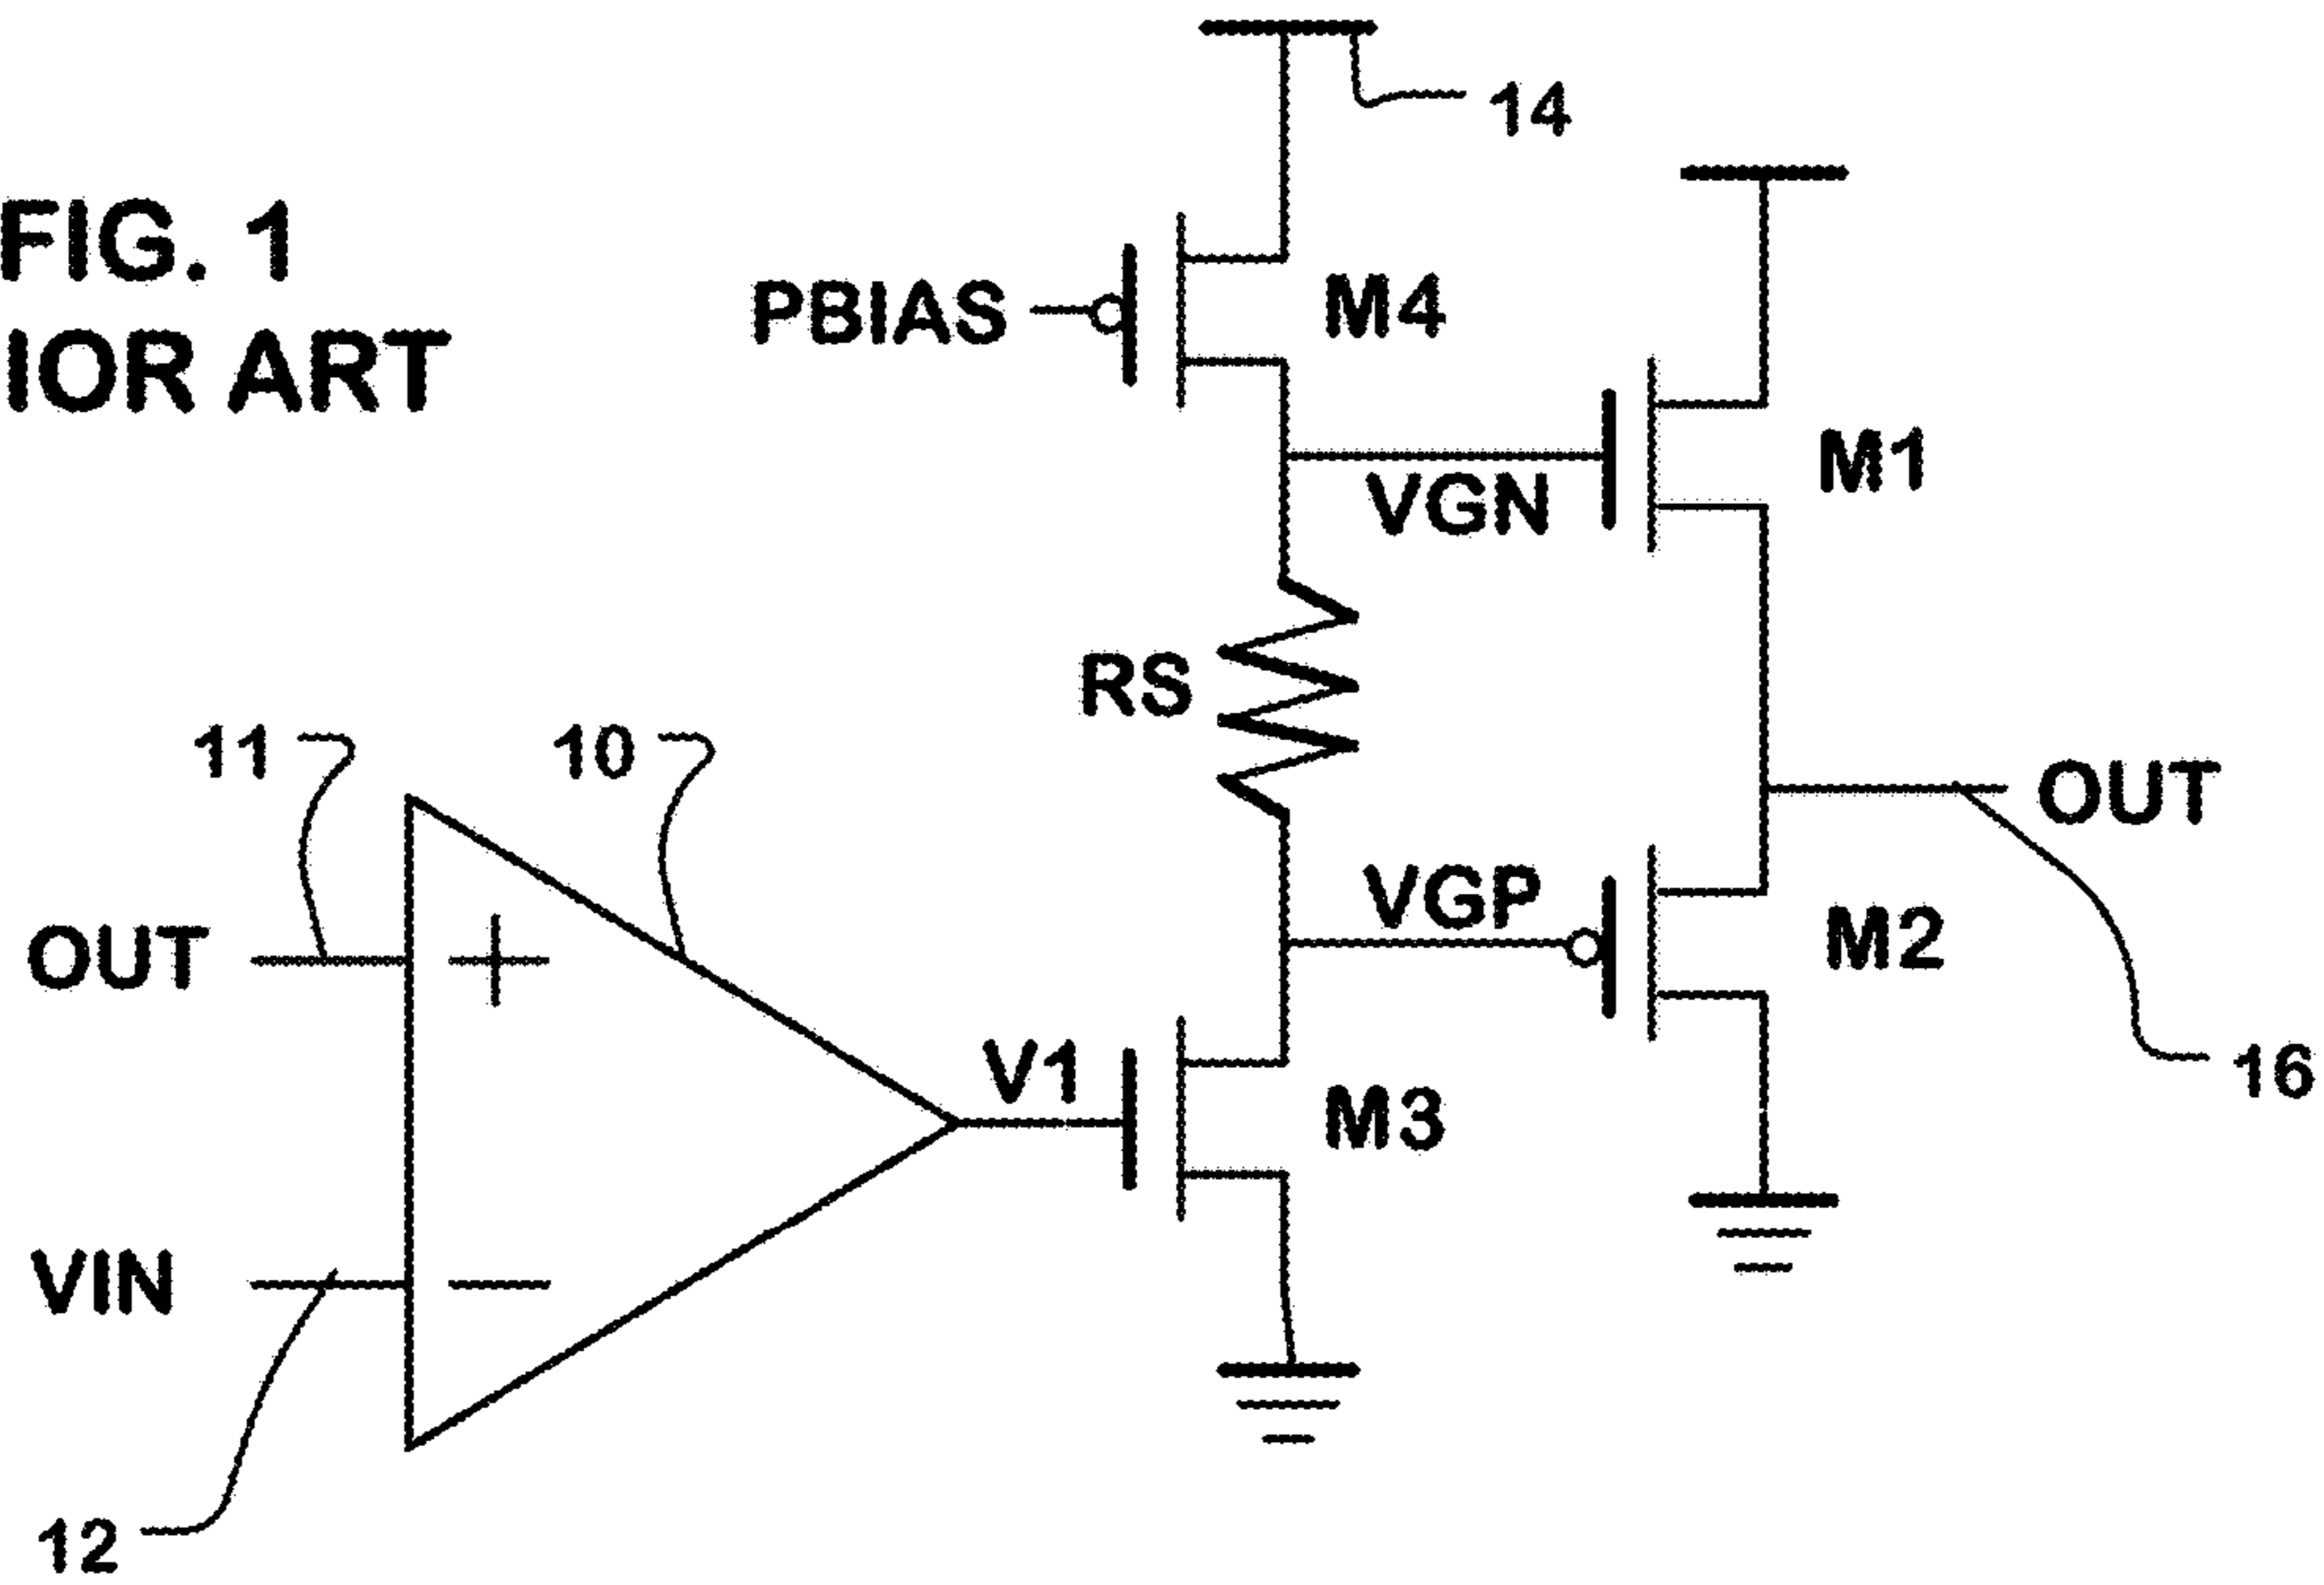 FIG. 1
IOR ART
14
PBIAS
M4
M1
VGN
RS
11
10
OUT
VGP
OUT
M2
V1
M3
16
VIN
12
+
−